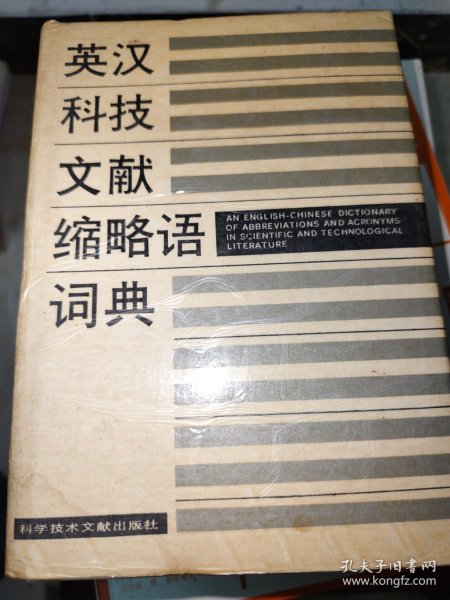 英汉
科技
文献
缩略语
AN ENGLISH-CHINESE DICTIONARY
OF ABBREVIATIONS AND ACRONYMS
IN SCIENTIFIC AND TECHNOLOGICAL
LITERATURE
词典
科学技术文献出版社
孔夫子旧书网
www.kongfz.com